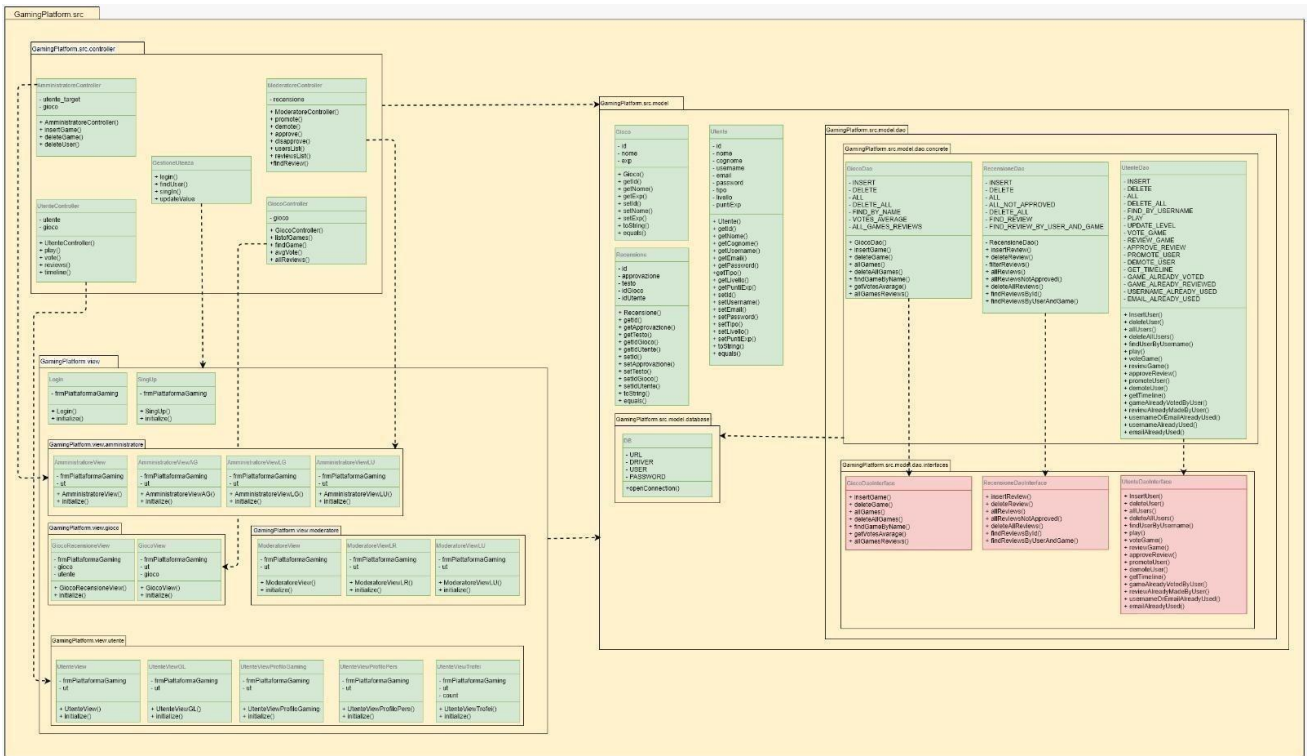 GamingPlatform.src
GamingPlatform.src.controller
AmministratoreController
- utente_target
- gioco
+ AmministratoreController()
+ insertGame()
+ deleteGame()
+ deleteUser()
ModeratoreController
- recensione
+ ModeratoreController()
+ promote()
+ demote()
+ approve()
+ disapprove()
+ usersList()
+ reviewsList()
+findReview()
GestioneUtenza
+ login()
+ findUser()
+ singin()
+ updateValue
UtenteController
- utente
- gioco
+ UtenteController()
+ play()
+ vote()
+ reviews()
+ timeline()
GiocoController
- gioco
+ GiocoController()
+ listofGames()
+ findGame()
+ avgVote()
+ allReviews()
GamingPlatform.view
Login
- frmPiattaformaGaming
+ Login()
+ initialize()
SingUp
- frmPiattaformaGaming
+ SingUp()
+ initialize()
GamingPlatform.view.amministratore
AmministratoreView
- frmPiattaformaGaming
- ut
+ AmministratoreView()
+ initialize()
AmministratoreViewAG
- frmPiattaformaGaming
- ut
+ AmministratoreViewAG()
+ initialize()
AmministratoreViewLG
- frmPiattaformaGaming
- ut
+ AmministratoreViewLG()
+ initialize()
AmministratoreViewLU
- frmPiattaformaGaming
- ut
+ AmministratoreViewLU()
+ initialize()
GamingPlatform.view.gioco
GiocoRecensioneView
- frmPiattaformaGaming
- gioco
- utente
+ GiocoRecensioneView()
+ initialize()
GiocoView
- frmPiattaformaGaming
- ut
- gioco
+ GiocoView()
+ initialize()
GamingPlatform.view.moderatore
ModeratoreView
- frmPiattaformaGaming
- ut
+ ModeratoreView()
+ initialize()
ModeratoreViewLR
- frmPiattaformaGaming
- ut
+ ModeratoreViewLR()
+ initialize()
ModeratoreViewLU
- frmPiattaformaGaming
- ut
+ ModeratoreViewLU()
+ initialize()
GamingPlatform.view.utente
UtenteView
- frmPiattaformaGaming
- ut
+ UtenteView()
+ initialize()
UtenteViewGL
- frmPiattaformaGaming
- ut
+ UtenteViewGL()
+ initialize()
UtenteViewProfiloGaming
- frmPiattaformaGaming
- ut
+ UtenteViewProfiloGaming
+ initialize()
UtenteViewProfiloPers
- frmPiattaformaGaming
- ut
+ UtenteViewProfiloPers()
+ initialize()
UtenteViewTrofei
- frmPiattaformaGaming
- ut
- count
+ UtenteViewTrofei()
+ initialize()
GamingPlatform.src.model
Gioco
- id
- nome
- exp
+ Gioco()
+ getId()
+ getNome()
+ getExp()
+ setId()
+ setNome()
+ setExp()
+ toString()
+ equals()
Utente
- id
- nome
- cognome
- username
- email
- password
- tipo
- livello
- puntiExp
+ Utente()
+ getId()
+ getNome()
+ getCognome()
+ getUsername()
+ getEmail()
+ getPassword()
+getTipo()
+ getLivello()
+ getPuntiExp()
+ setId()
+ setUsername()
+ setEmail()
+ setPassword()
+ setTipo()
+ setLivello()
+ setPuntiExp()
+ toString()
+ equals()
Recensione
- id
- approvazione
- testo
- idGioco
- idUtente
+ Recensione()
+ getId()
+ getApprovazione()
+ getTesto()
+ getIdGioco()
+ getIdUtente()
+ setId()
+ setApprovazione()
+ setTesto()
+ setIdGioco()
+ setIdUtente()
+ toString()
+ equals()
GamingPlatform.src.model.database
DB
- URL
- DRIVER
- USER
- PASSWORD
+openConnection()
GamingPlatform.src.model.dao
GamingPlatform.src.model.dao.concrete
GiocoDao
- INSERT
- DELETE
- ALL
- DELETE_ALL
- FIND_BY_NAME
- VOTES_AVERAGE
- ALL_GAMES_REVIEWS
+ GiocoDao()
+ insertGame()
+ deleteGame()
+ allGames()
+ deleteAllGames()
+ findGameByName()
+ getVotesAvarage()
+ allGamesReviews()
RecensioneDao
- INSERT
- DELETE
- ALL
- ALL_NOT_APPROVED
- DELETE_ALL
- FIND_REVIEW
- FIND_REVIEW_BY_USER_AND_GAME
- RecensioneDao()
+ insertReview()
+ deleteReview()
- filterReviews()
+ allReviews()
+ allReviewsNotApproved()
+ deleteAllReviews()
+ findReviewsById()
+ findReviewsByUserAndGame()
UtenteDao
- INSERT
- DELETE
- ALL
- DELETE_ALL
- FIND_BY_USERNAME
- PLAY
- UPDATE_LEVEL
- VOTE_GAME
- REVIEW_GAME
- APPROVE_REVIEW
- PROMOTE_USER
- DEMOTE_USER
- GET_TIMELINE
- GAME_ALREADY_VOTED
- GAME_ALREADY_REVIEWED
- USERNAME_ALREADY_USED
- EMAIL_ALREADY_USED
+ InsertUser()
+ deleteUser()
+ allUsers()
+ deleteAllUsers()
+ findUserByUsername()
+ play()
+ voteGame()
+ reviewGame()
+ approveReview()
+ promoteUser()
+ demoteUser()
+ getTimeline()
+ gameAlreadyVotedByUser()
+ reviewAlreadyMadeByUser()
+ usernameOrEmailAlreadyUsed()
+ emailAlreadyUsed()
GamingPlatform.src.model.dao.interfaces
GiocoDaoInterface
+ insertGame()
+ deleteGame()
+ allGames()
+ deleteAllGames()
+ findGameByName()
+ getVotesAvarage()
+ allGamesReviews()
RecensioneDaoInterface
+ insertReview()
+ deleteReview()
+ allReviews()
+ allReviewsNotApproved()
+ deleteAllReviews()
+ findReviewsById()
+ findReviewsByUserAndGame()
UtenteDaoInterface
+ InsertUser()
+ deleteUser()
+ allUsers()
+ deleteAllUsers()
+ findUserByUsername()
+ play()
+ voteGame()
+ reviewGame()
+ approveReview()
+ promoteUser()
+ demoteUser()
+ getTimeline()
+ gameAlreadyVotedByUser()
+ reviewAlreadyMadeByUser()
+ usernameOrEmailAlreadyUsed()
+ emailAlreadyUsed()